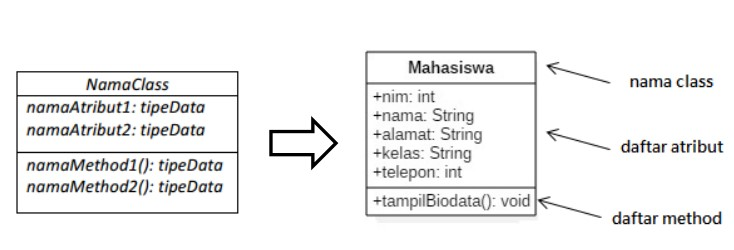 NamaClass
namaAtribut1: tipeData
namaAtribut2: tipeData
namaMethod1(): tipeData
namaMethod2(): tipeData
Mahasiswa
+nim: int
+nama: String
+alamat: String
+kelas: String
+telepon: int
+tampilBiodata(): void
nama class
daftar atribut
daftar method